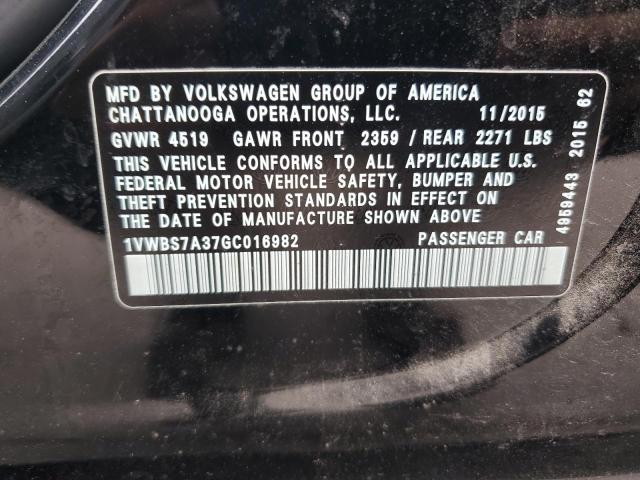 MFD BY VOLKSWAGEN GROUP OF AMERICA
CHATTANOOGA OPERATIONS, LLC. 11/2015
GVWR 4519 GAWR FRONT 2359 / REAR 2271 LBS
THIS VEHICLE CONFORMS TO ALL APPLICABLE U.S.
FEDERAL MOTOR VEHICLE SAFETY, BUMPER AND
THEFT PREVENTION STANDARDS IN EFFECT ON
THE DATE OF MANUFACTURE SHOWN ABOVE
1VWBS7A37GC016982 PASSENGER CAR
4959443 2015 62